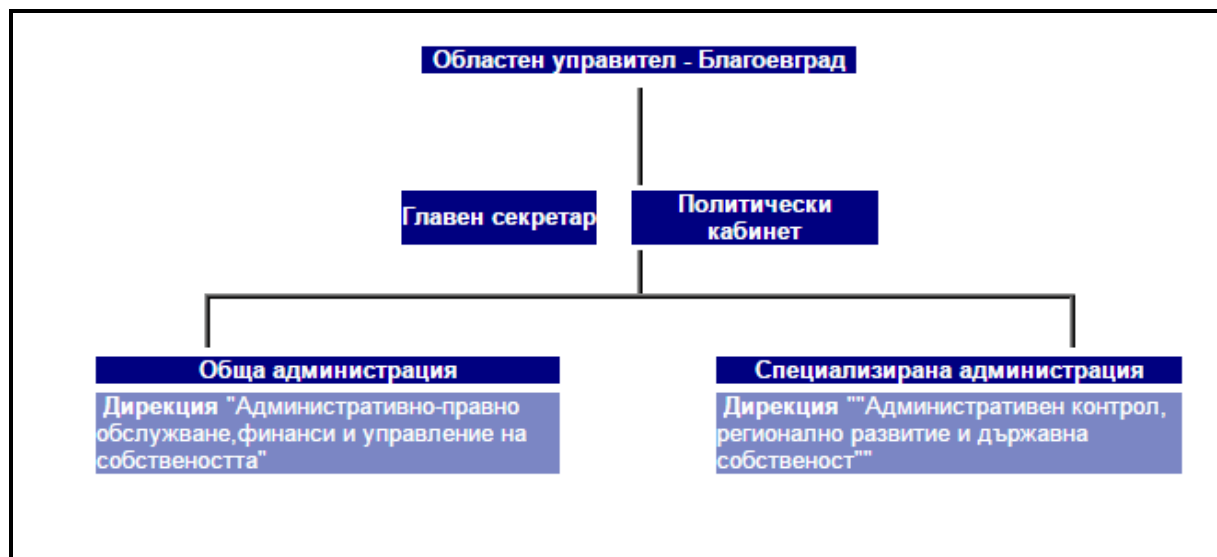 Областен управител - Благоевград
Главен секретар
Политически
кабинет
Обща администрация
Дирекция "Административно-правно
обслужване,финанси и управление на
собствеността"
Специализирана администрация
Дирекция ""Административен контрол,
регионално развитие и държавна
собственост""